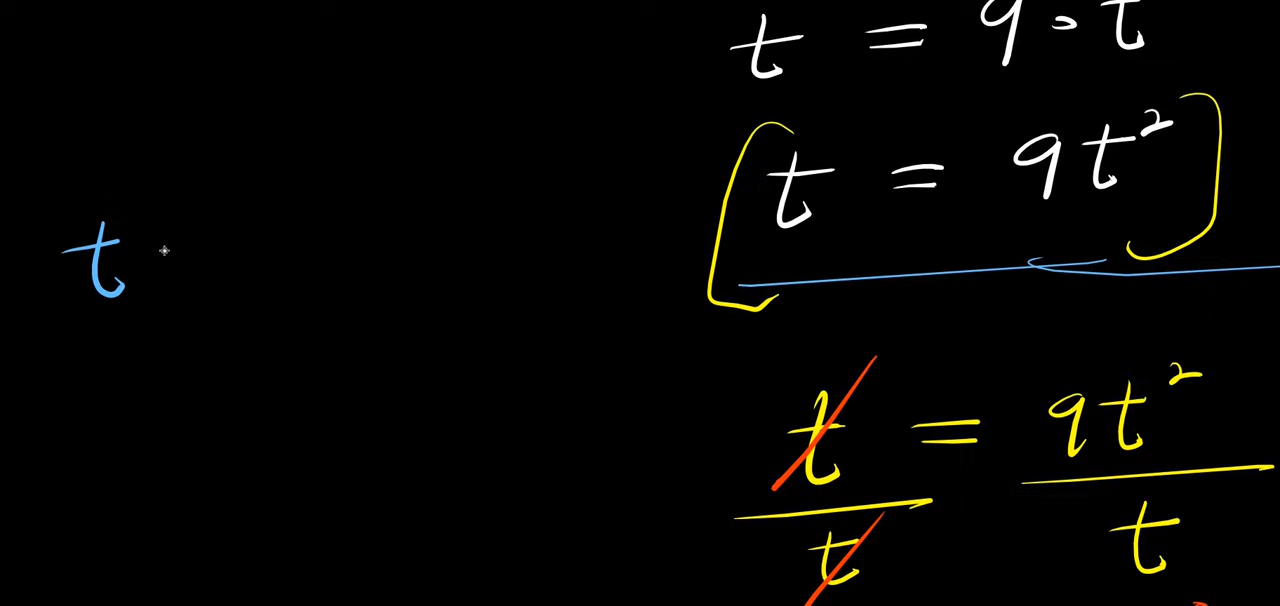 t = 9 · t
t = 9t²
t
t/t = 9t²/t